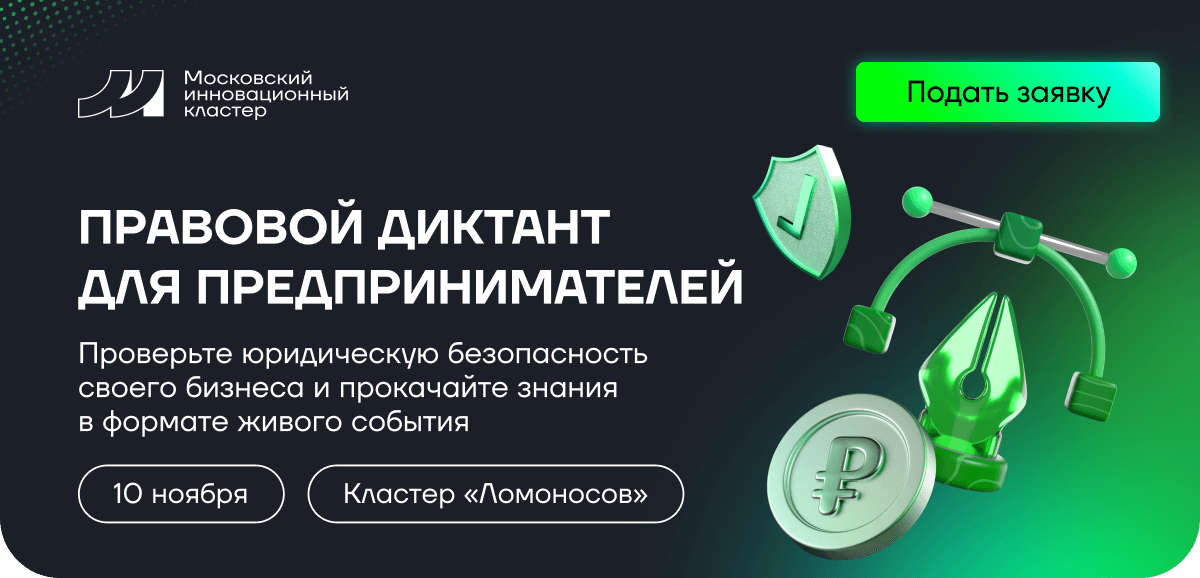 Московский
инновационный
кластер
Подать заявку
ПРАВОВОЙ ДИКТАНТ
ДЛЯ ПРЕДПРИНИМАТЕЛЕЙ
Проверьте юридическую безопасность
своего бизнеса и прокачайте знания
в формате живого события
10 ноября
Кластер «Ломоносов»